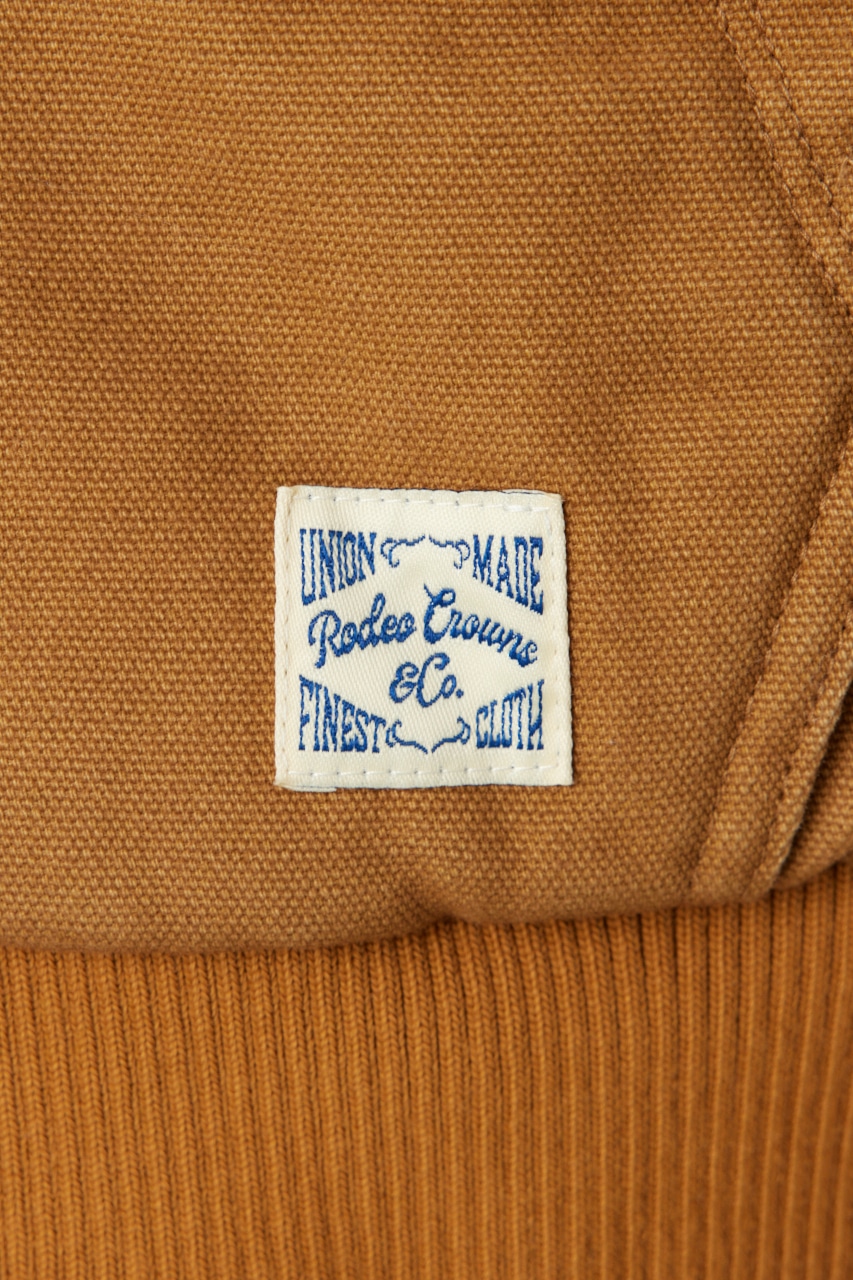 UNION MADE
Rodeo Crowns
&Co.
FINEST CLOTH